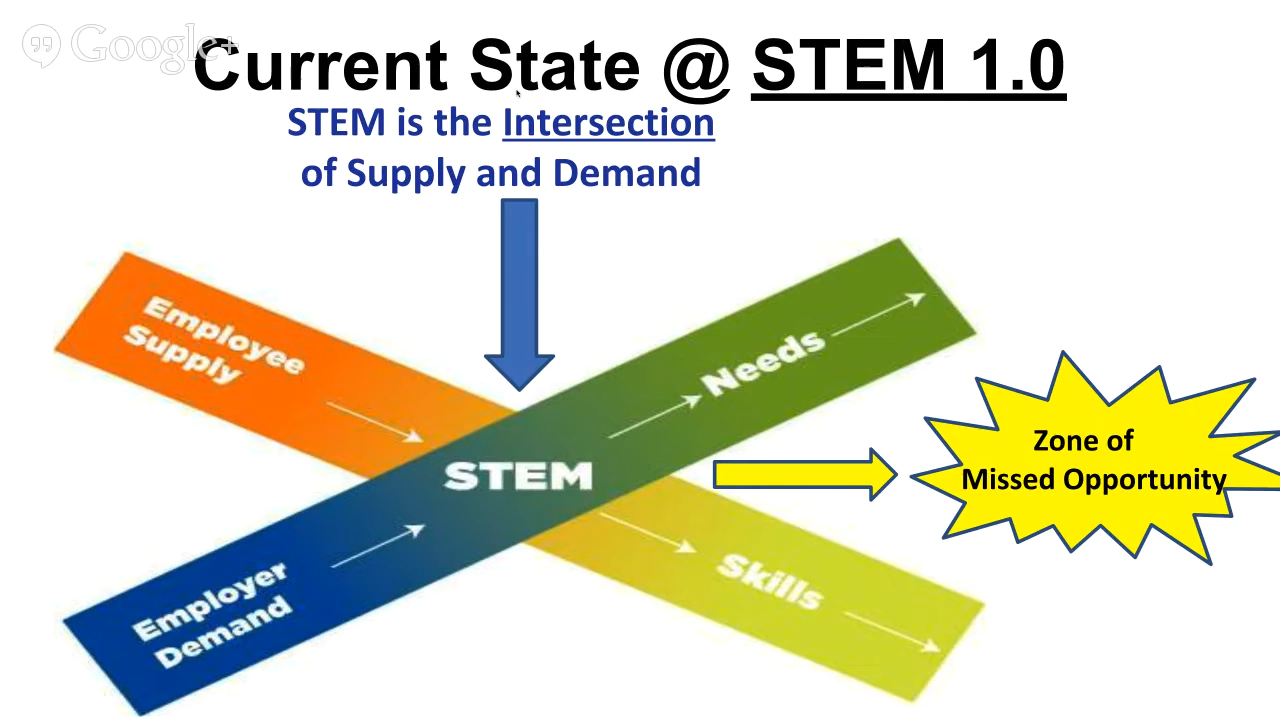 Google+
Current State @ STEM 1.0
STEM is the Intersection
of Supply and Demand
Employee
Supply
Needs
Zone of
Missed Opportunity
STEM
Skills
Employer
Demand